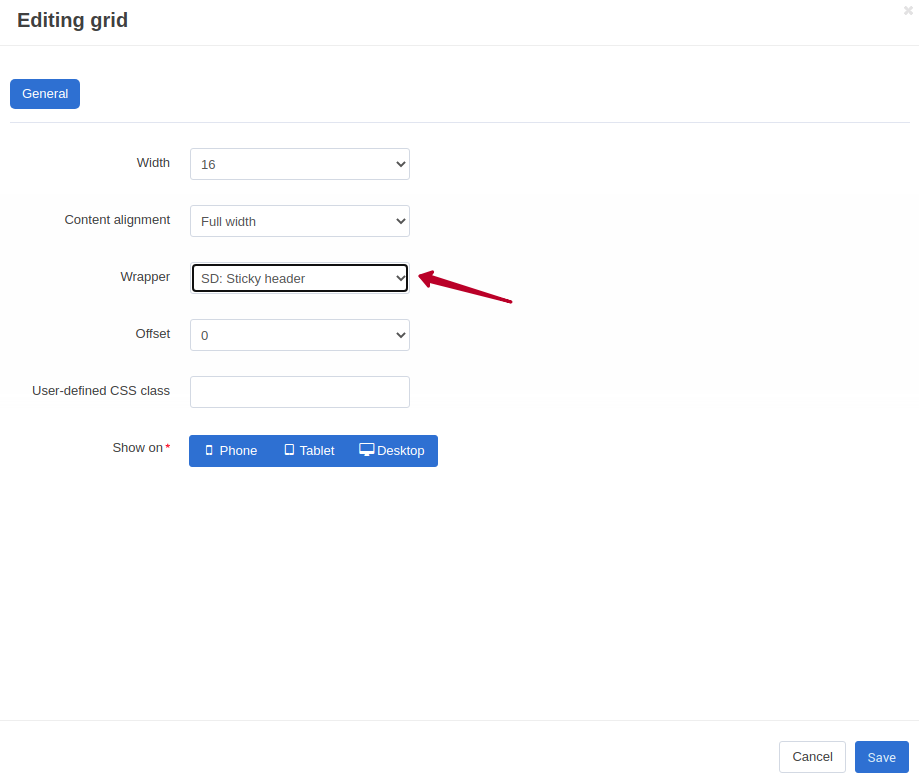 Editing grid
General
Width
16
Content alignment
Full width
Wrapper
SD: Sticky header
Offset
0
User-defined CSS class
Show on*
Phone Tablet Desktop
Cancel Save